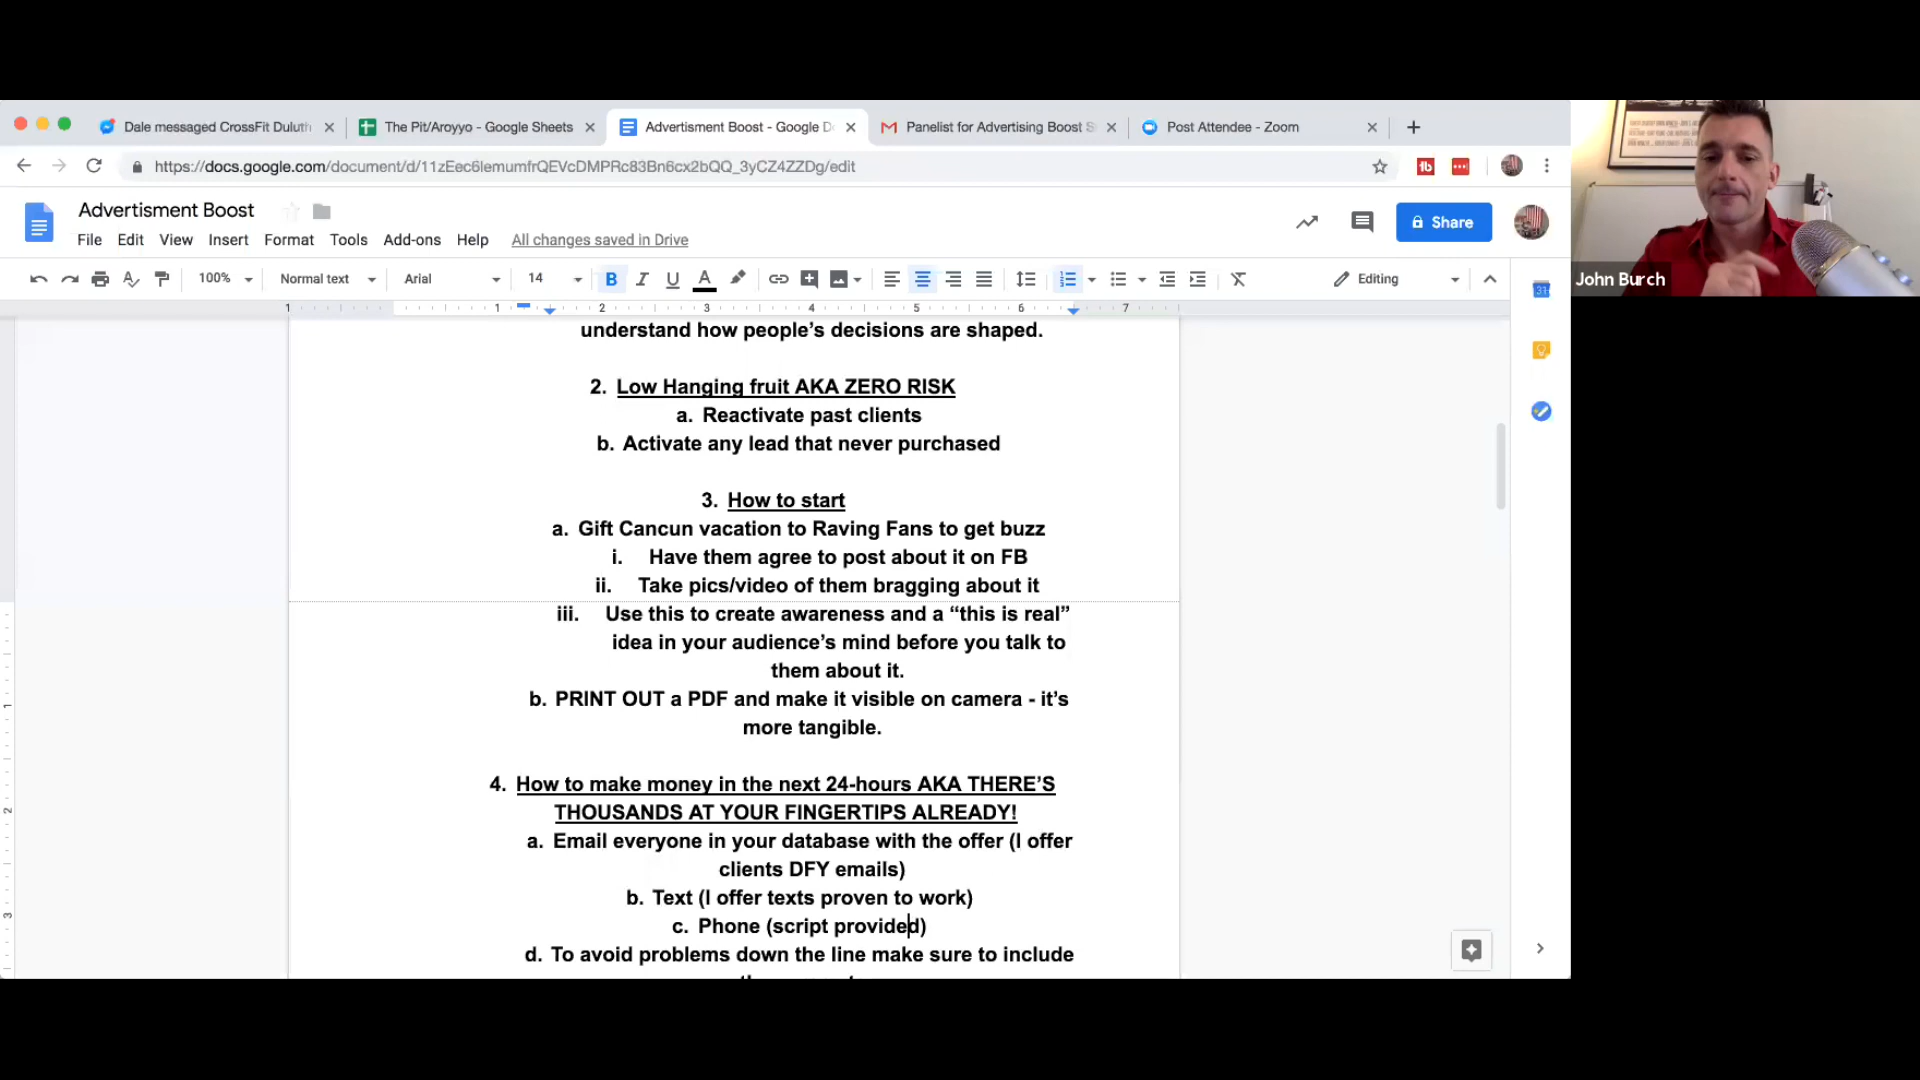 Dale messaged CrossFit Duluth
The Pit/Aroyyo - Google Sheets
Advertisment Boost - Google D
Panelist for Advertising Boost S
Post Attendee - Zoom
https://docs.google.com/document/d/11zEec6lemumfrQEVcDMPRc83Bn6cx2bQQ_3yCZ4ZZDg/edit
Advertisment Boost
File Edit View Insert Format Tools Add-ons Help All changes saved in Drive
Share
100% Normal text Arial 14 Editing
John Burch
1 1 2 3 4 5 6 7
understand how people’s decisions are shaped.
2. Low Hanging fruit AKA ZERO RISK
a. Reactivate past clients
b. Activate any lead that never purchased
3. How to start
a. Gift Cancun vacation to Raving Fans to get buzz
i. Have them agree to post about it on FB
ii. Take pics/video of them bragging about it
iii. Use this to create awareness and a “this is real”
idea in your audience’s mind before you talk to
them about it.
b. PRINT OUT a PDF and make it visible on camera - it’s
more tangible.
4. How to make money in the next 24-hours AKA THERE’S
THOUSANDS AT YOUR FINGERTIPS ALREADY!
a. Email everyone in your database with the offer (I offer
clients DFY emails)
b. Text (I offer texts proven to work)
c. Phone (script provided)
d. To avoid problems down the line make sure to include